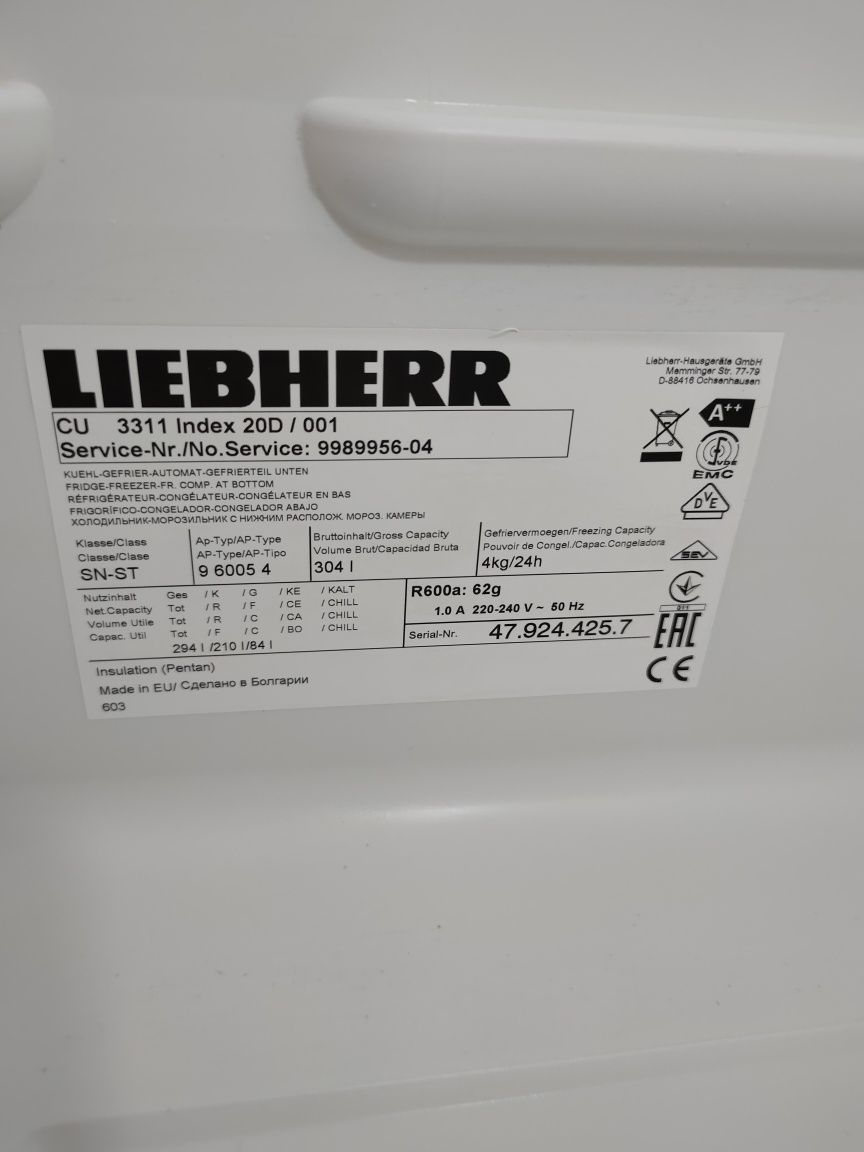 LIEBHERR
Liebherr-Hausgeräte GmbH
Memminger Str. 77-79
D-88416 Ochsenhausen
CU 3311 Index 20D / 001
Service-Nr./No.Service: 9989956-04
A++
VDE
EMC
DVE
SEV
011
EAC
CE
KUEHL-GEFRIER-AUTOMAT-GEFRIERTEIL UNTEN
FRIDGE-FREEZER-FR. COMP. AT BOTTOM
RÉFRIGÉRATEUR-CONGÉLATEUR-CONGÉLATEUR EN BAS
FRIGORÍFICO-CONGELADOR-CONGELADOR ABAJO
ХОЛОДИЛЬНИК-МОРОЗИЛЬНИК С НИЖНИМ РАСПОЛОЖ. МОРОЗ. КАМЕРЫ
Klasse/Class
Classe/Clase
SN-ST
Ap-Typ/AP-Type
AP-Type/AP-Tipo
9 6005 4
Bruttoinhalt/Gross Capacity
Volume Brut/Capacidad Bruta
304 l
Gefriervermoegen/Freezing Capacity
Pouvoir de Congel./Capac.Congeladora
4kg/24h
Nutzinhalt Ges / K / G / KE / KALT
Net.Capacity Tot / R / F / CE / CHILL
Volume Utile Tot / R / C / CA / CHILL
Capac. Util Tot / F / C / BO / CHILL
294 l /210 l/84 l
R600a: 62g
1.0 A 220-240 V ~ 50 Hz
Serial-Nr. 47.924.425.7
Insulation (Pentan)
Made in EU/ Сделано в Болгарии
603